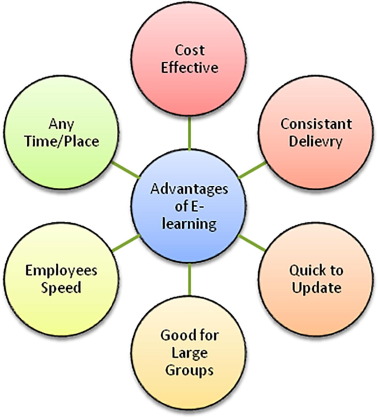 Cost
Effective
Any
Time/Place
Consistant
Delievry
Advantages
of E-
learning
Employees
Speed
Quick to
Update
Good for
Large
Groups